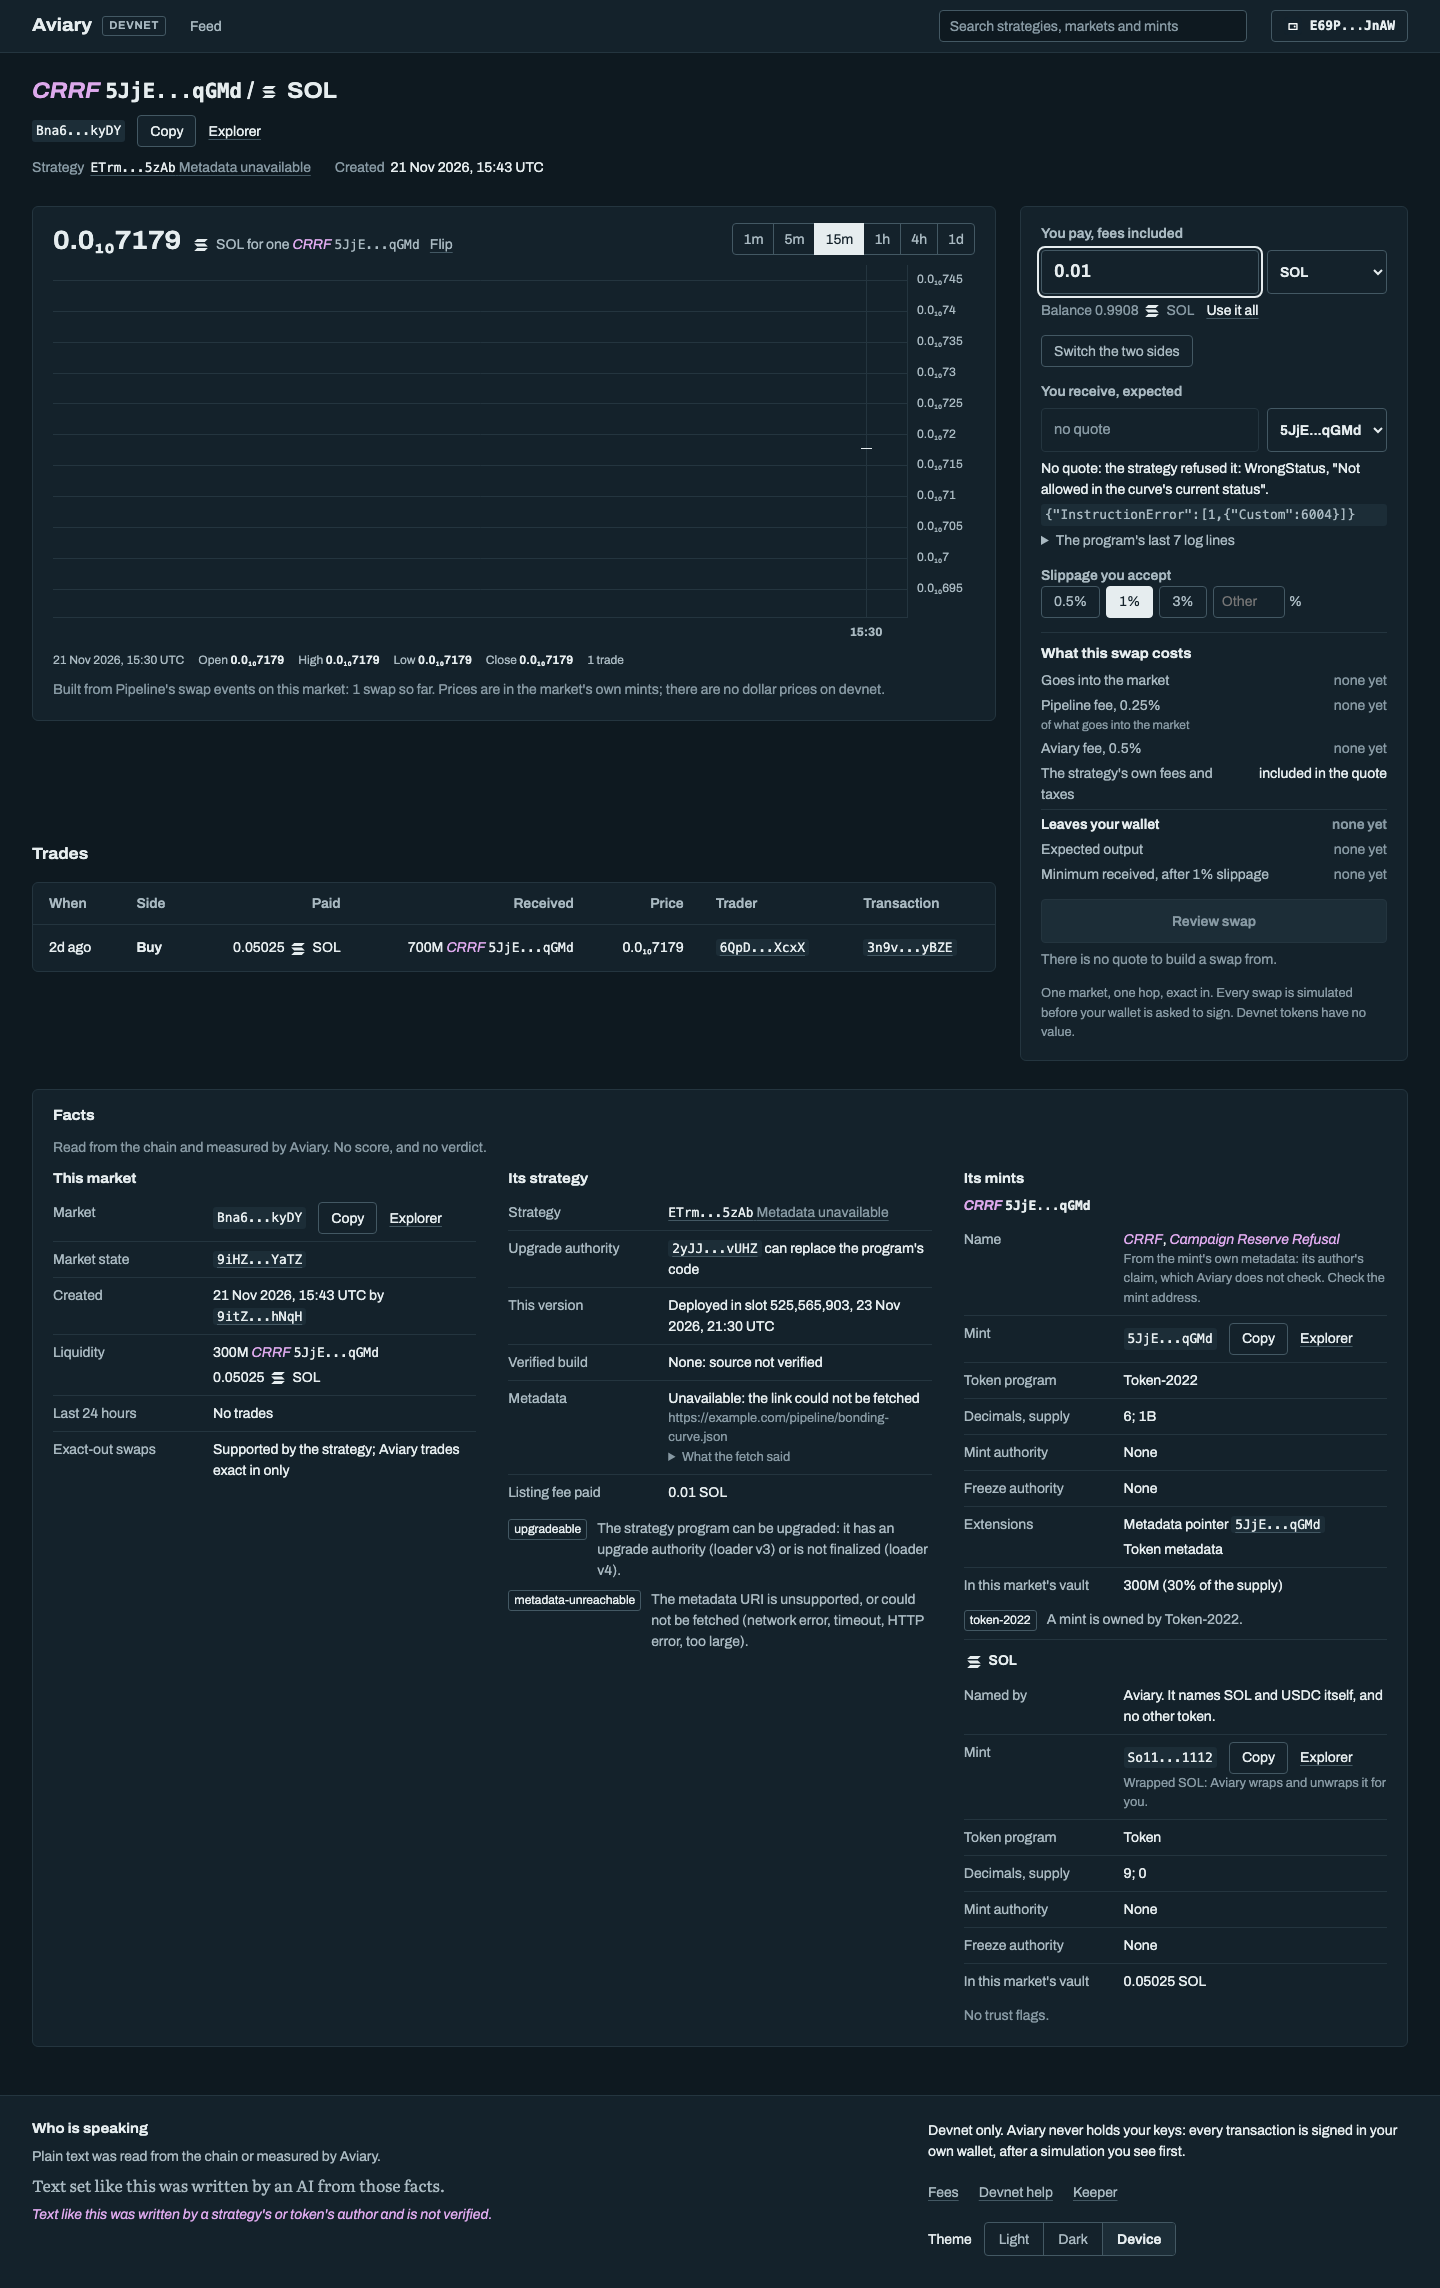 Aviary DEVNET Feed Search strategies, markets and mints E69P...JnAW
CRRF 5JjE...qGMd / SOL
Bna6...kyDY Copy Explorer
Strategy ETrm...5zAb Metadata unavailable Created 21 Nov 2026, 15:43 UTC
0.0₁₀7179 SOL for one CRRF 5JjE...qGMd Flip
1m 5m 15m 1h 4h 1d
0.0₁₀745
0.0₁₀74
0.0₁₀735
0.0₁₀73
0.0₁₀725
0.0₁₀72
0.0₁₀715
0.0₁₀71
0.0₁₀705
0.0₁₀7
0.0₁₀695
15:30
21 Nov 2026, 15:30 UTC Open 0.0₁₀7179 High 0.0₁₀7179 Low 0.0₁₀7179 Close 0.0₁₀7179 1 trade
Built from Pipeline's swap events on this market: 1 swap so far. Prices are in the market's own mints; there are no dollar prices on devnet.
You pay, fees included
0.01 SOL
Balance 0.9908 SOL Use it all
Switch the two sides
You receive, expected
no quote 5JjE...qGMd
No quote: the strategy refused it: WrongStatus, "Not
allowed in the curve's current status".
{"InstructionError":[1,{"Custom":6004}]}
The program's last 7 log lines
Slippage you accept
0.5% 1% 3% Other %
What this swap costs
Goes into the market none yet
Pipeline fee, 0.25% none yet
of what goes into the market
Aviary fee, 0.5% none yet
The strategy's own fees and included in the quote
taxes
Leaves your wallet none yet
Expected output none yet
Minimum received, after 1% slippage none yet
Review swap
There is no quote to build a swap from.
One market, one hop, exact in. Every swap is simulated
before your wallet is asked to sign. Devnet tokens have no
value.
Trades
When Side Paid Received Price Trader Transaction
2d ago Buy 0.05025 SOL 700M CRRF 5JjE...qGMd 0.0₁₀7179 6QpD...XcxX 3n9v...yBZE
Facts
Read from the chain and measured by Aviary. No score, and no verdict.
This market
Market Bna6...kyDY Copy Explorer
Market state 9iHZ...YaTZ
Created 21 Nov 2026, 15:43 UTC by
9itZ...hNqH
Liquidity 300M CRRF 5JjE...qGMd
0.05025 SOL
Last 24 hours No trades
Exact-out swaps Supported by the strategy; Aviary trades
exact in only
Its strategy
Strategy ETrm...5zAb Metadata unavailable
Upgrade authority 2yJJ...vUHZ can replace the program's
code
This version Deployed in slot 525,565,903, 23 Nov
2026, 21:30 UTC
Verified build None: source not verified
Metadata Unavailable: the link could not be fetched
https://example.com/pipeline/bonding-
curve.json
What the fetch said
Listing fee paid 0.01 SOL
upgradeable The strategy program can be upgraded: it has an
upgrade authority (loader v3) or is not finalized (loader
v4).
metadata-unreachable The metadata URI is unsupported, or could
not be fetched (network error, timeout, HTTP
error, too large).
Its mints
CRRF 5JjE...qGMd
Name CRRF, Campaign Reserve Refusal
From the mint's own metadata: its author's
claim, which Aviary does not check. Check the
mint address.
Mint 5JjE...qGMd Copy Explorer
Token program Token-2022
Decimals, supply 6; 1B
Mint authority None
Freeze authority None
Extensions Metadata pointer 5JjE...qGMd
Token metadata
In this market's vault 300M (30% of the supply)
token-2022 A mint is owned by Token-2022.
SOL
Named by Aviary. It names SOL and USDC itself, and
no other token.
Mint So11...1112 Copy Explorer
Wrapped SOL: Aviary wraps and unwraps it for
you.
Token program Token
Decimals, supply 9; 0
Mint authority None
Freeze authority None
In this market's vault 0.05025 SOL
No trust flags.
Who is speaking
Plain text was read from the chain or measured by Aviary.
Text set like this was written by an AI from those facts.
Text like this was written by a strategy's or token's author and is not verified.
Devnet only. Aviary never holds your keys: every transaction is signed in your
own wallet, after a simulation you see first.
Fees Devnet help Keeper
Theme Light Dark Device